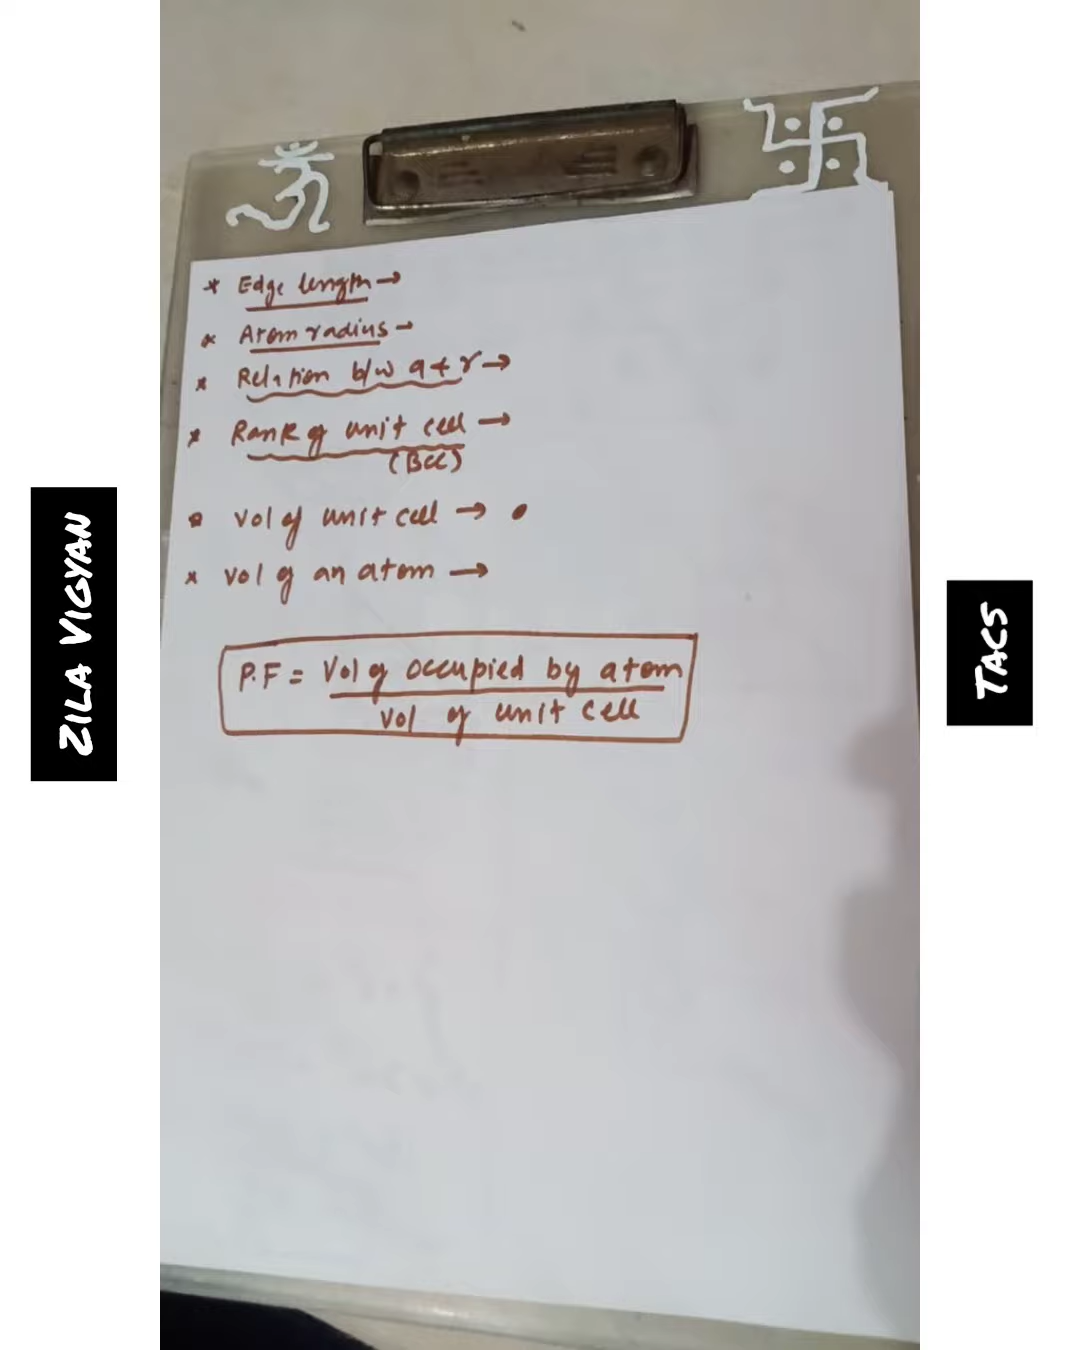 ॐ
* Edge length →
* Atom radius →
* Relation b/w a & r →
* Rank of unit cell →
(BCC)
* Vol of unit cell → •
* Vol of an atom →
P.F = Vol of occupied by atom
Vol of unit cell
ZILA VIGYAN
TACS